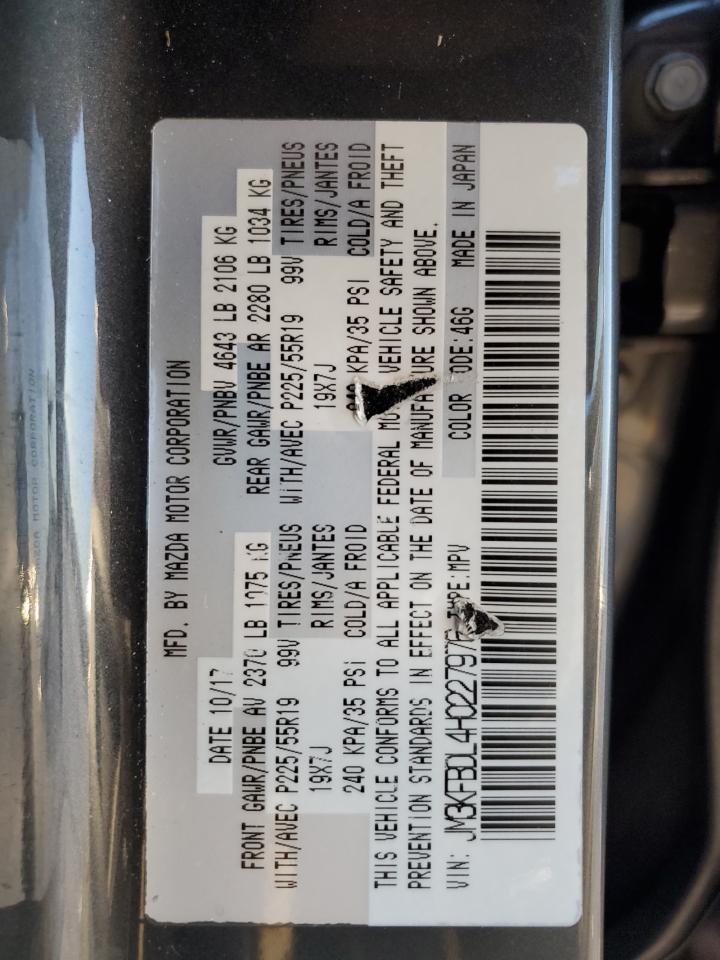 MFD. BY MAZDA MOTOR CORPORATION
DATE 10/17 GVWR/PNBV 4643 LB 2106 KG
FRONT GAWR/PNBE AV 2370 LB 1075 KG REAR GAWR/PNBE AR 2280 LB 1034 KG
WITH/AVEC P225/55R19 99V TIRES/PNEUS WITH/AVEC P225/55R19 99V TIRES/PNEUS
19X7J RIMS/JANTES 19X7J RIMS/JANTES
240 KPA/35 PSI COLD/A FROID KPA/35 PSI COLD/A FROID
THIS VEHICLE CONFORMS TO ALL APPLICABLE FEDERAL VEHICLE SAFETY AND THEFT
PREVENTION STANDARDS IN EFFECT ON THE DATE OF MANUFACTURE SHOWN ABOVE.
VIN: :MPV COLOR :46G MADE IN JAPAN